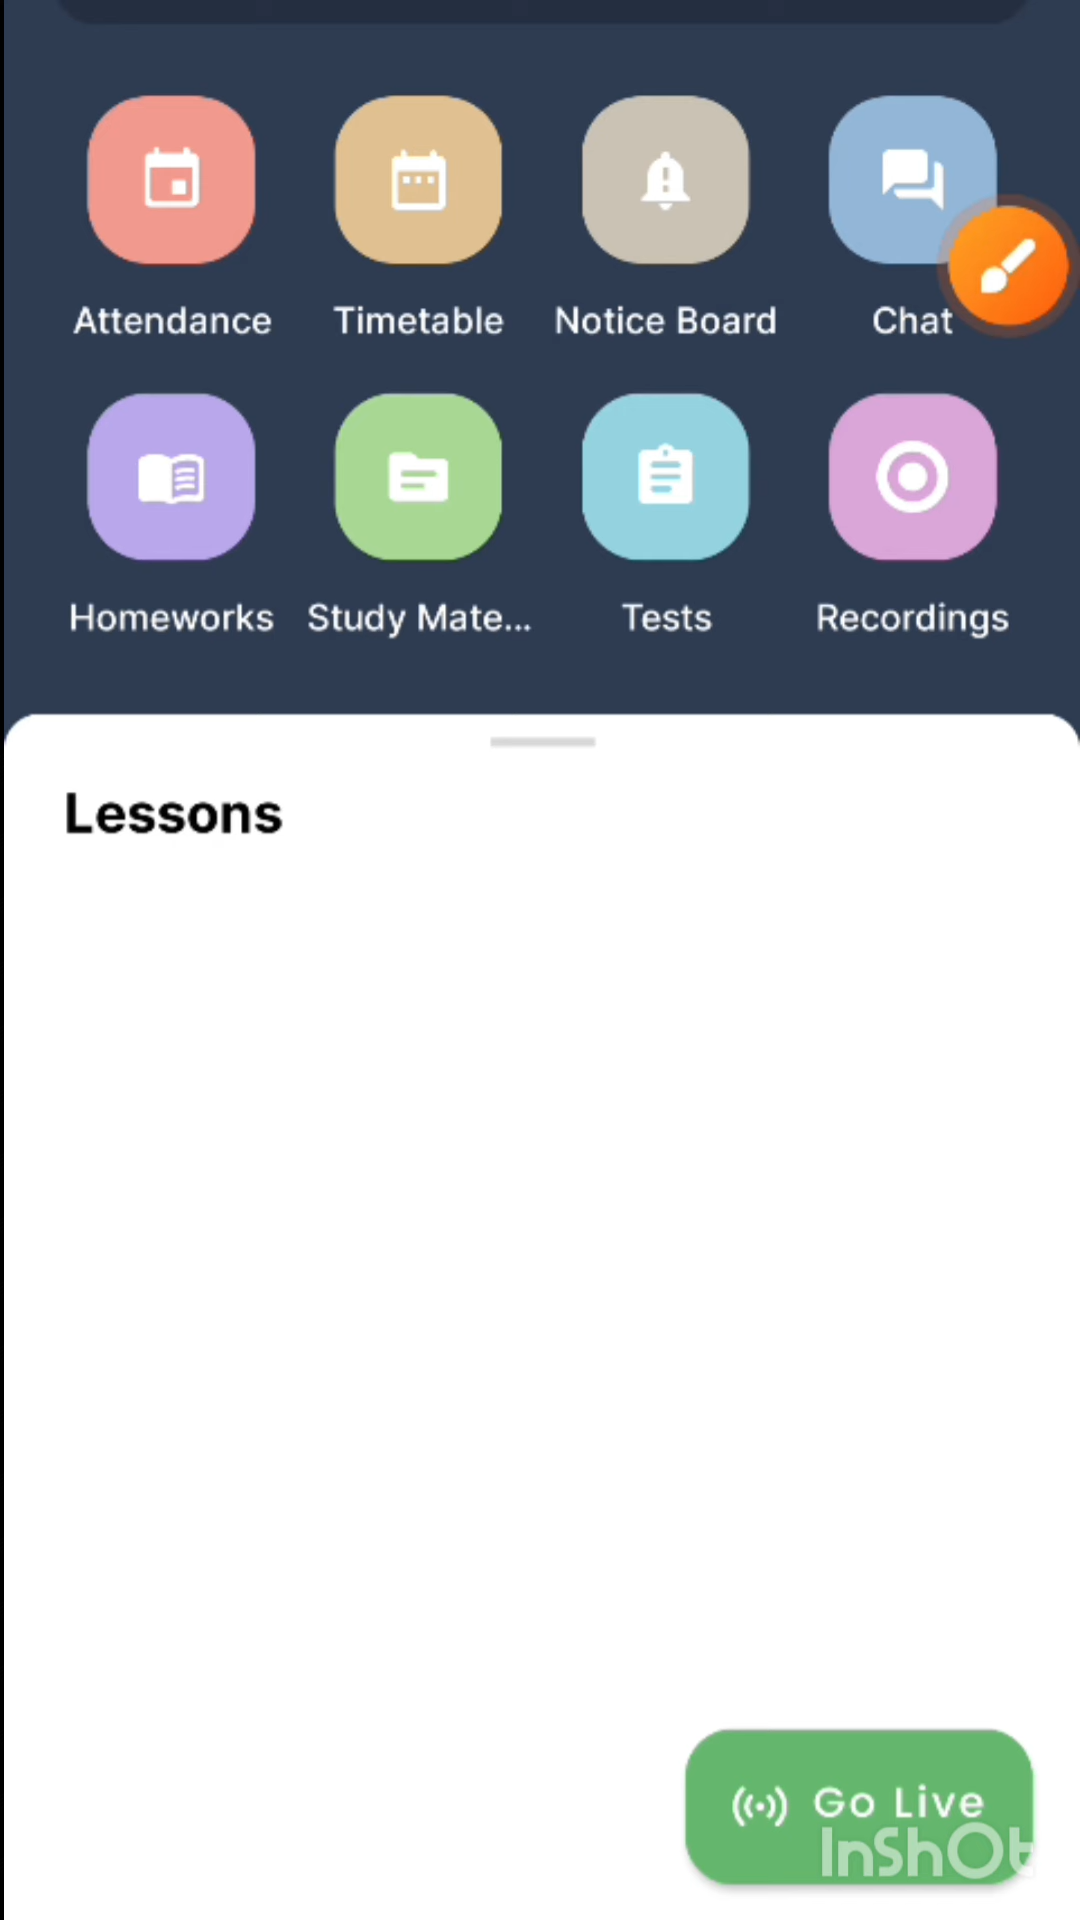 Attendance Timetable Notice Board Chat
Homeworks Study Mate... Tests Recordings
Lessons
Go Live
InShOt